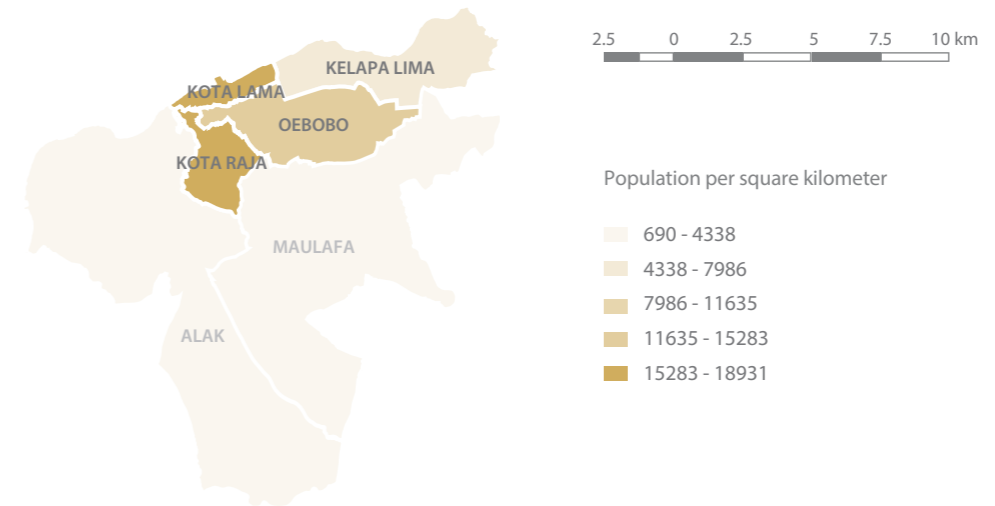 KELAPA LIMA
KOTA LAMA
OEBOBO
KOTA RAJA
MAULAFA
ALAK
2.5 0 2.5 5 7.5 10 km
Population per square kilometer
690 - 4338
4338 - 7986
7986 - 11635
11635 - 15283
15283 - 18931